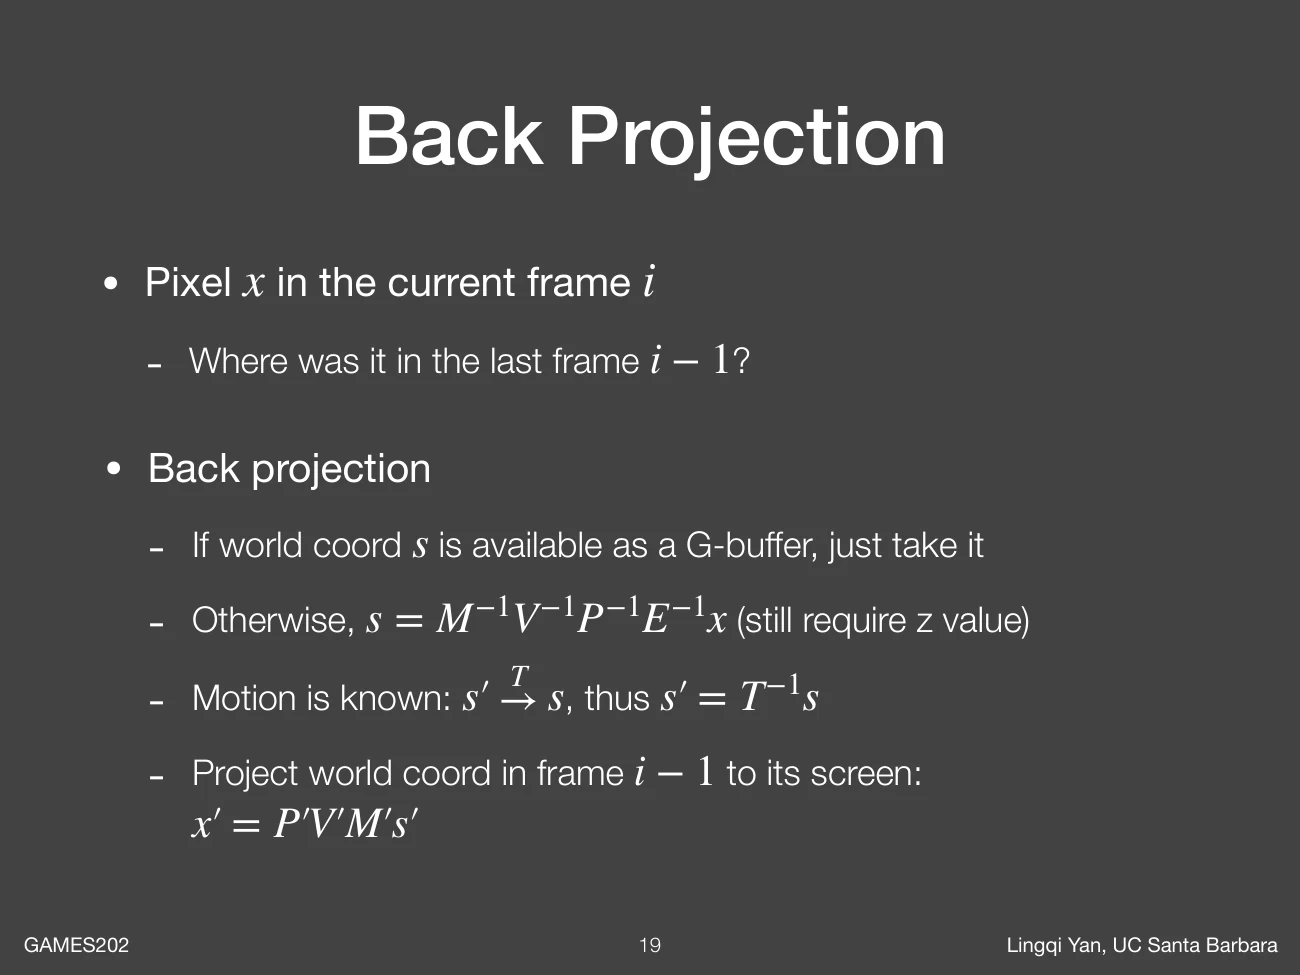 Back Projection
• Pixel x in the current frame i
- Where was it in the last frame i − 1?
• Back projection
- If world coord s is available as a G-buffer, just take it
- Otherwise, s = M⁻¹V⁻¹P⁻¹E⁻¹x (still require z value)
- Motion is known: s′ →ᵀ s, thus s′ = T⁻¹s
- Project world coord in frame i − 1 to its screen:
x′ = P′V′M′s′
GAMES202 19 Lingqi Yan, UC Santa Barbara